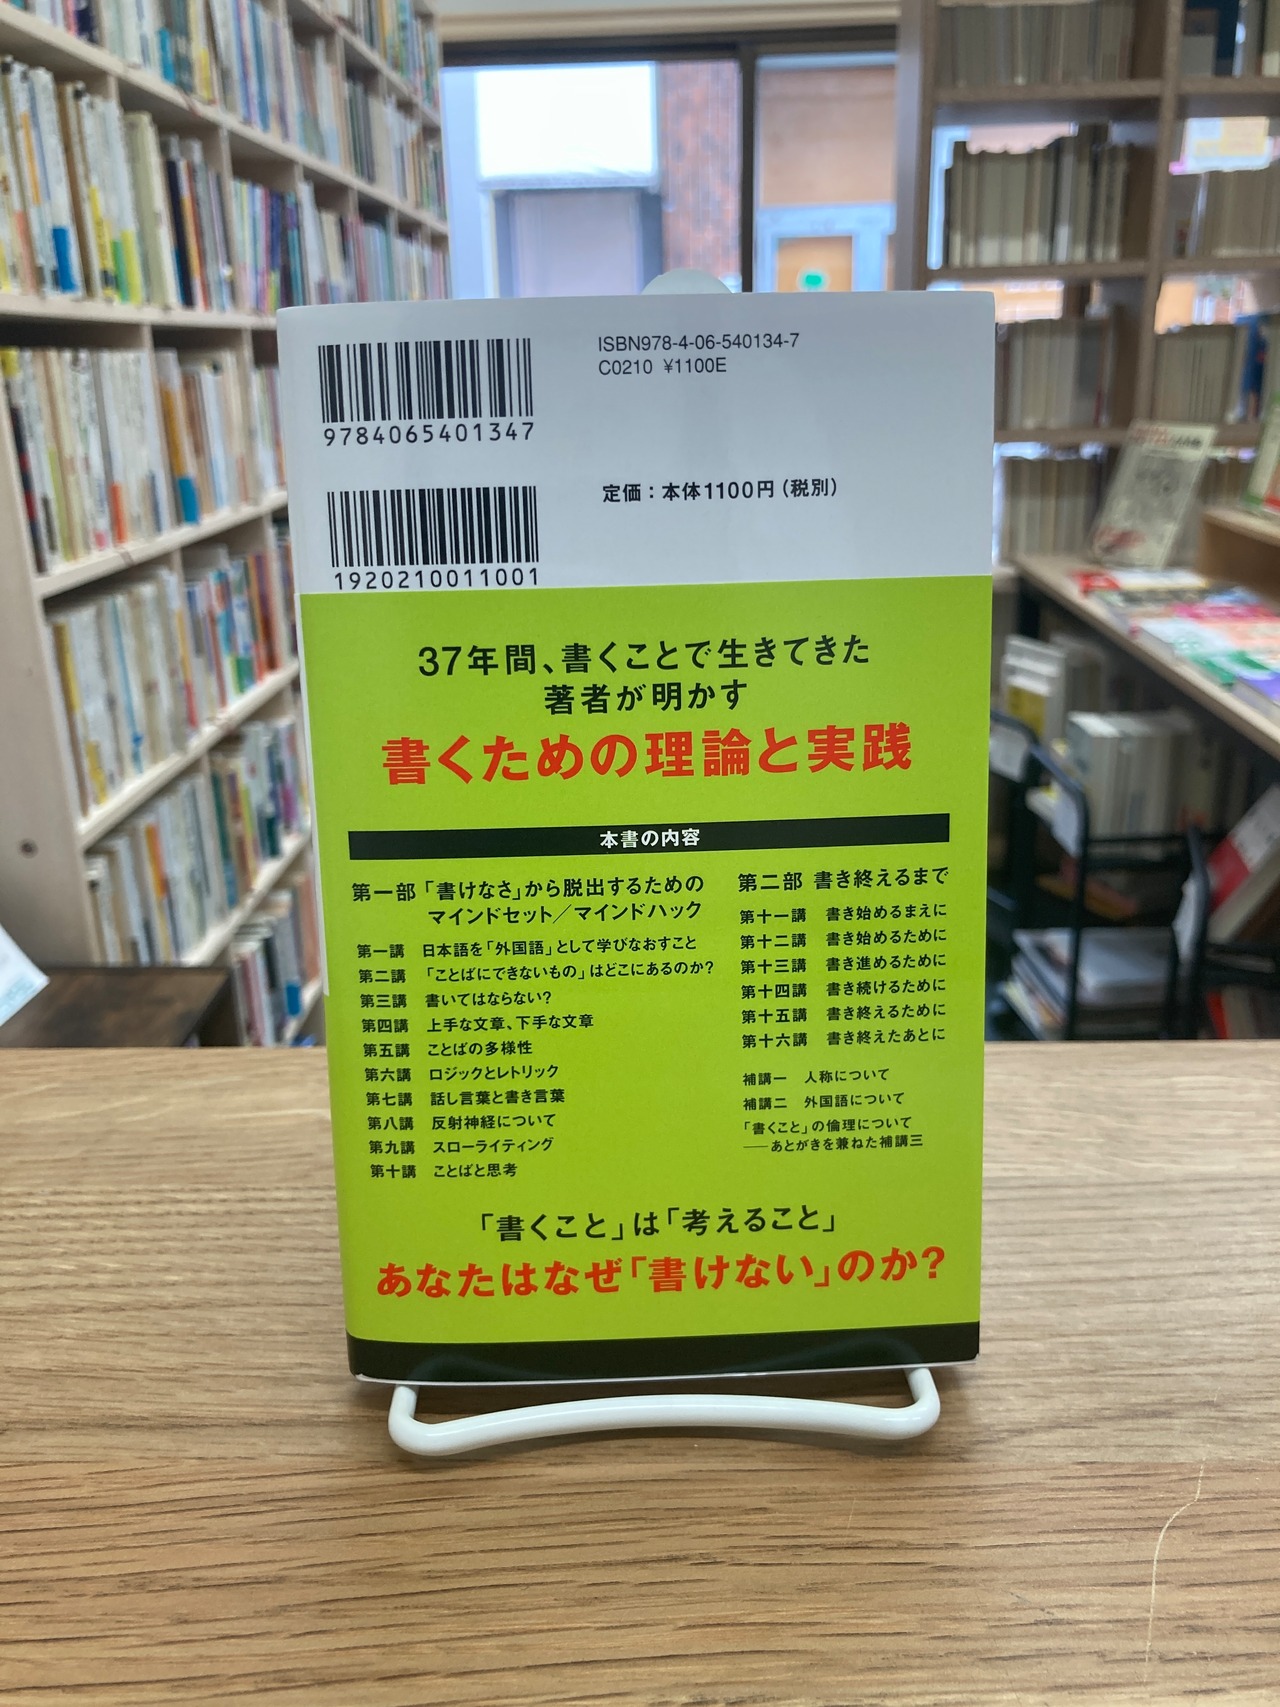 9784065401347
ISBN978-4-06-540134-7
C0210 ¥1100E
1920210011001
定価：本体1100円（税別）
37年間、書くことで生きてきた
著者が明かす
書くための理論と実践
本書の内容
第一部「書けなさ」から脱出するための
マインドセット／マインドハック
第一講 日本語を「外国語」として学びなおすこと
第二講 「ことばにできないもの」はどこにあるのか？
第三講 書いてはならない？
第四講 上手な文章、下手な文章
第五講 ことばの多様性
第六講 ロジックとレトリック
第七講 話し言葉と書き言葉
第八講 反射神経について
第九講 スローライティング
第十講 ことばと思考
第二部 書き終えるまで
第十一講 書き始めるまえに
第十二講 書き始めるために
第十三講 書き進めるために
第十四講 書き続けるために
第十五講 書き終えるために
第十六講 書き終えたあとに
補講一 人称について
補講二 外国語について
「書くこと」の倫理について
――あとがきを兼ねた補講三
「書くこと」は「考えること」
あなたはなぜ「書けない」のか？